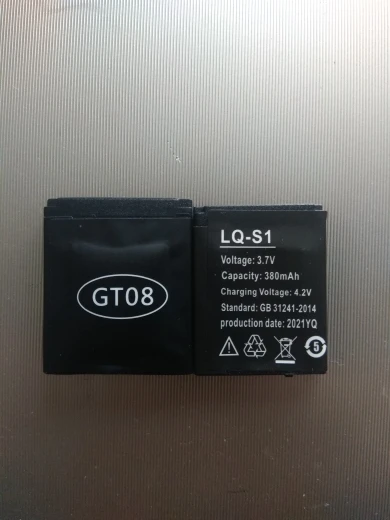 GT08
LQ-S1
Voltage: 3.7V
Capacity: 380mAh
Charging Voltage: 4.2V
Standard: GB 31241-2014
production date: 2021YQ
5